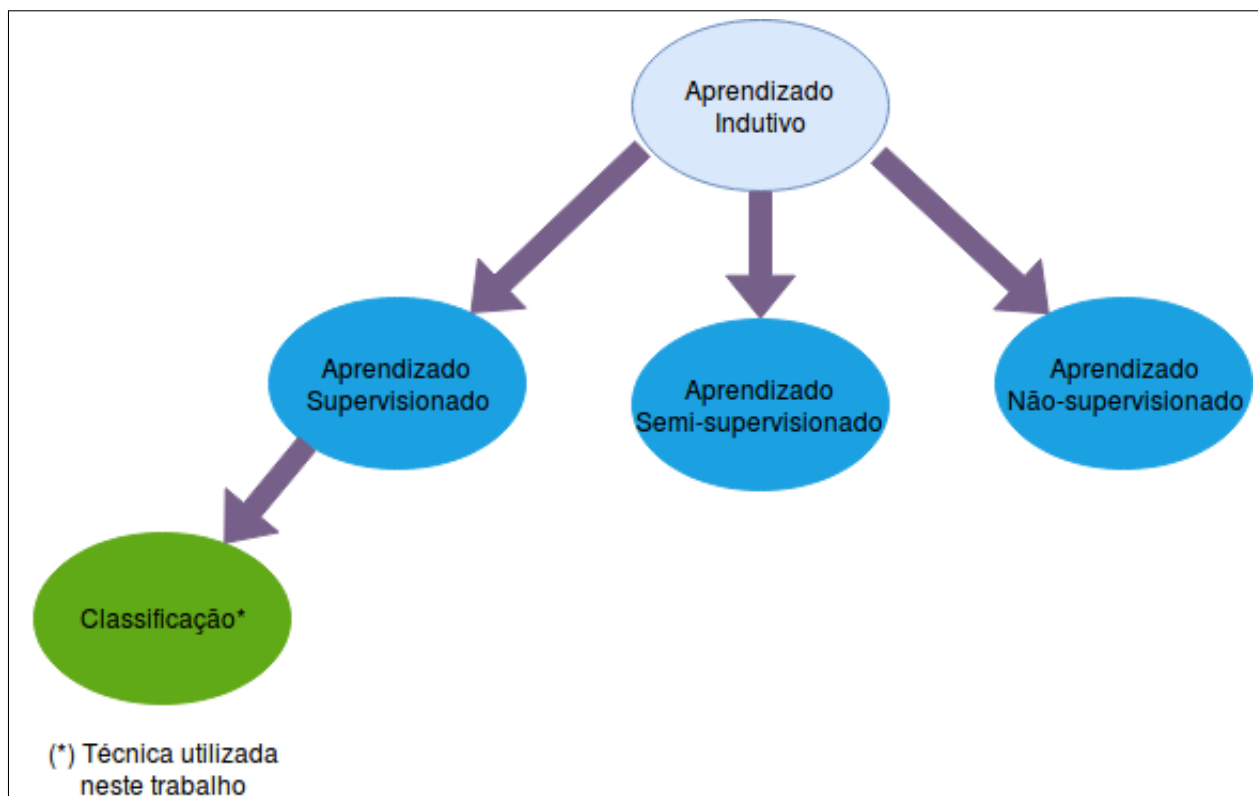 Aprendizado
Indutivo
Aprendizado
Supervisionado
Aprendizado
Semi-supervisionado
Aprendizado
Não-supervisionado
Classificação*
(*) Técnica utilizada
neste trabalho